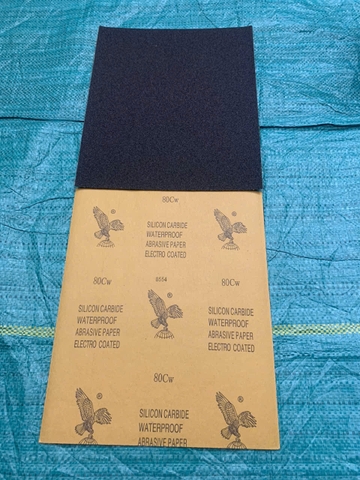 80Cw
®
®
SILICON CARBIDE
WATERPROOF
ABRASIVE PAPER
ELECTRO COATED
80Cw
0554
80Cw
®
SILICON CARBIDE
WATERPROOF
ABRASIVE PAPER
ELECTRO COATED
SILICON CARBIDE
WATERPROOF
ABRASIVE PAPER
ELECTRO COATED
80Cw
®
®
SILICON CARBIDE
WATERPROOF
ABRASIVE PAPER